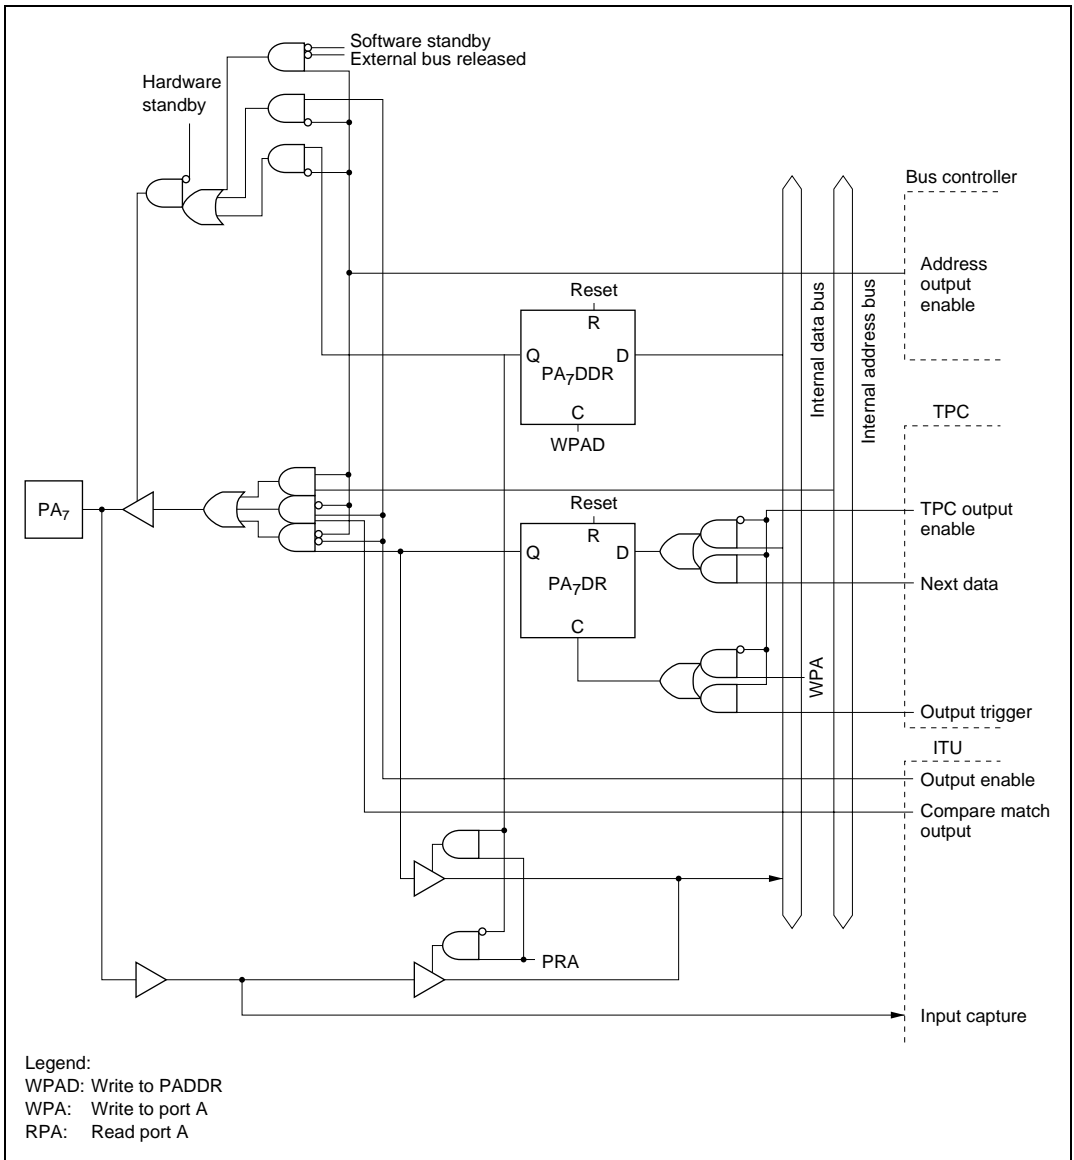 Software standby
External bus released
Hardware
standby
Bus controller
Address
output
enable
Internal data bus
Internal address bus
Reset
R
Q
D
PA7DDR
C
WPAD
TPC
PA7
Reset
R
Q
D
PA7DR
C
TPC output
enable
Next data
WPA
Output trigger
ITU
Output enable
Compare match
output
PRA
Input capture
Legend:
WPAD: Write to PADDR
WPA: Write to port A
RPA: Read port A